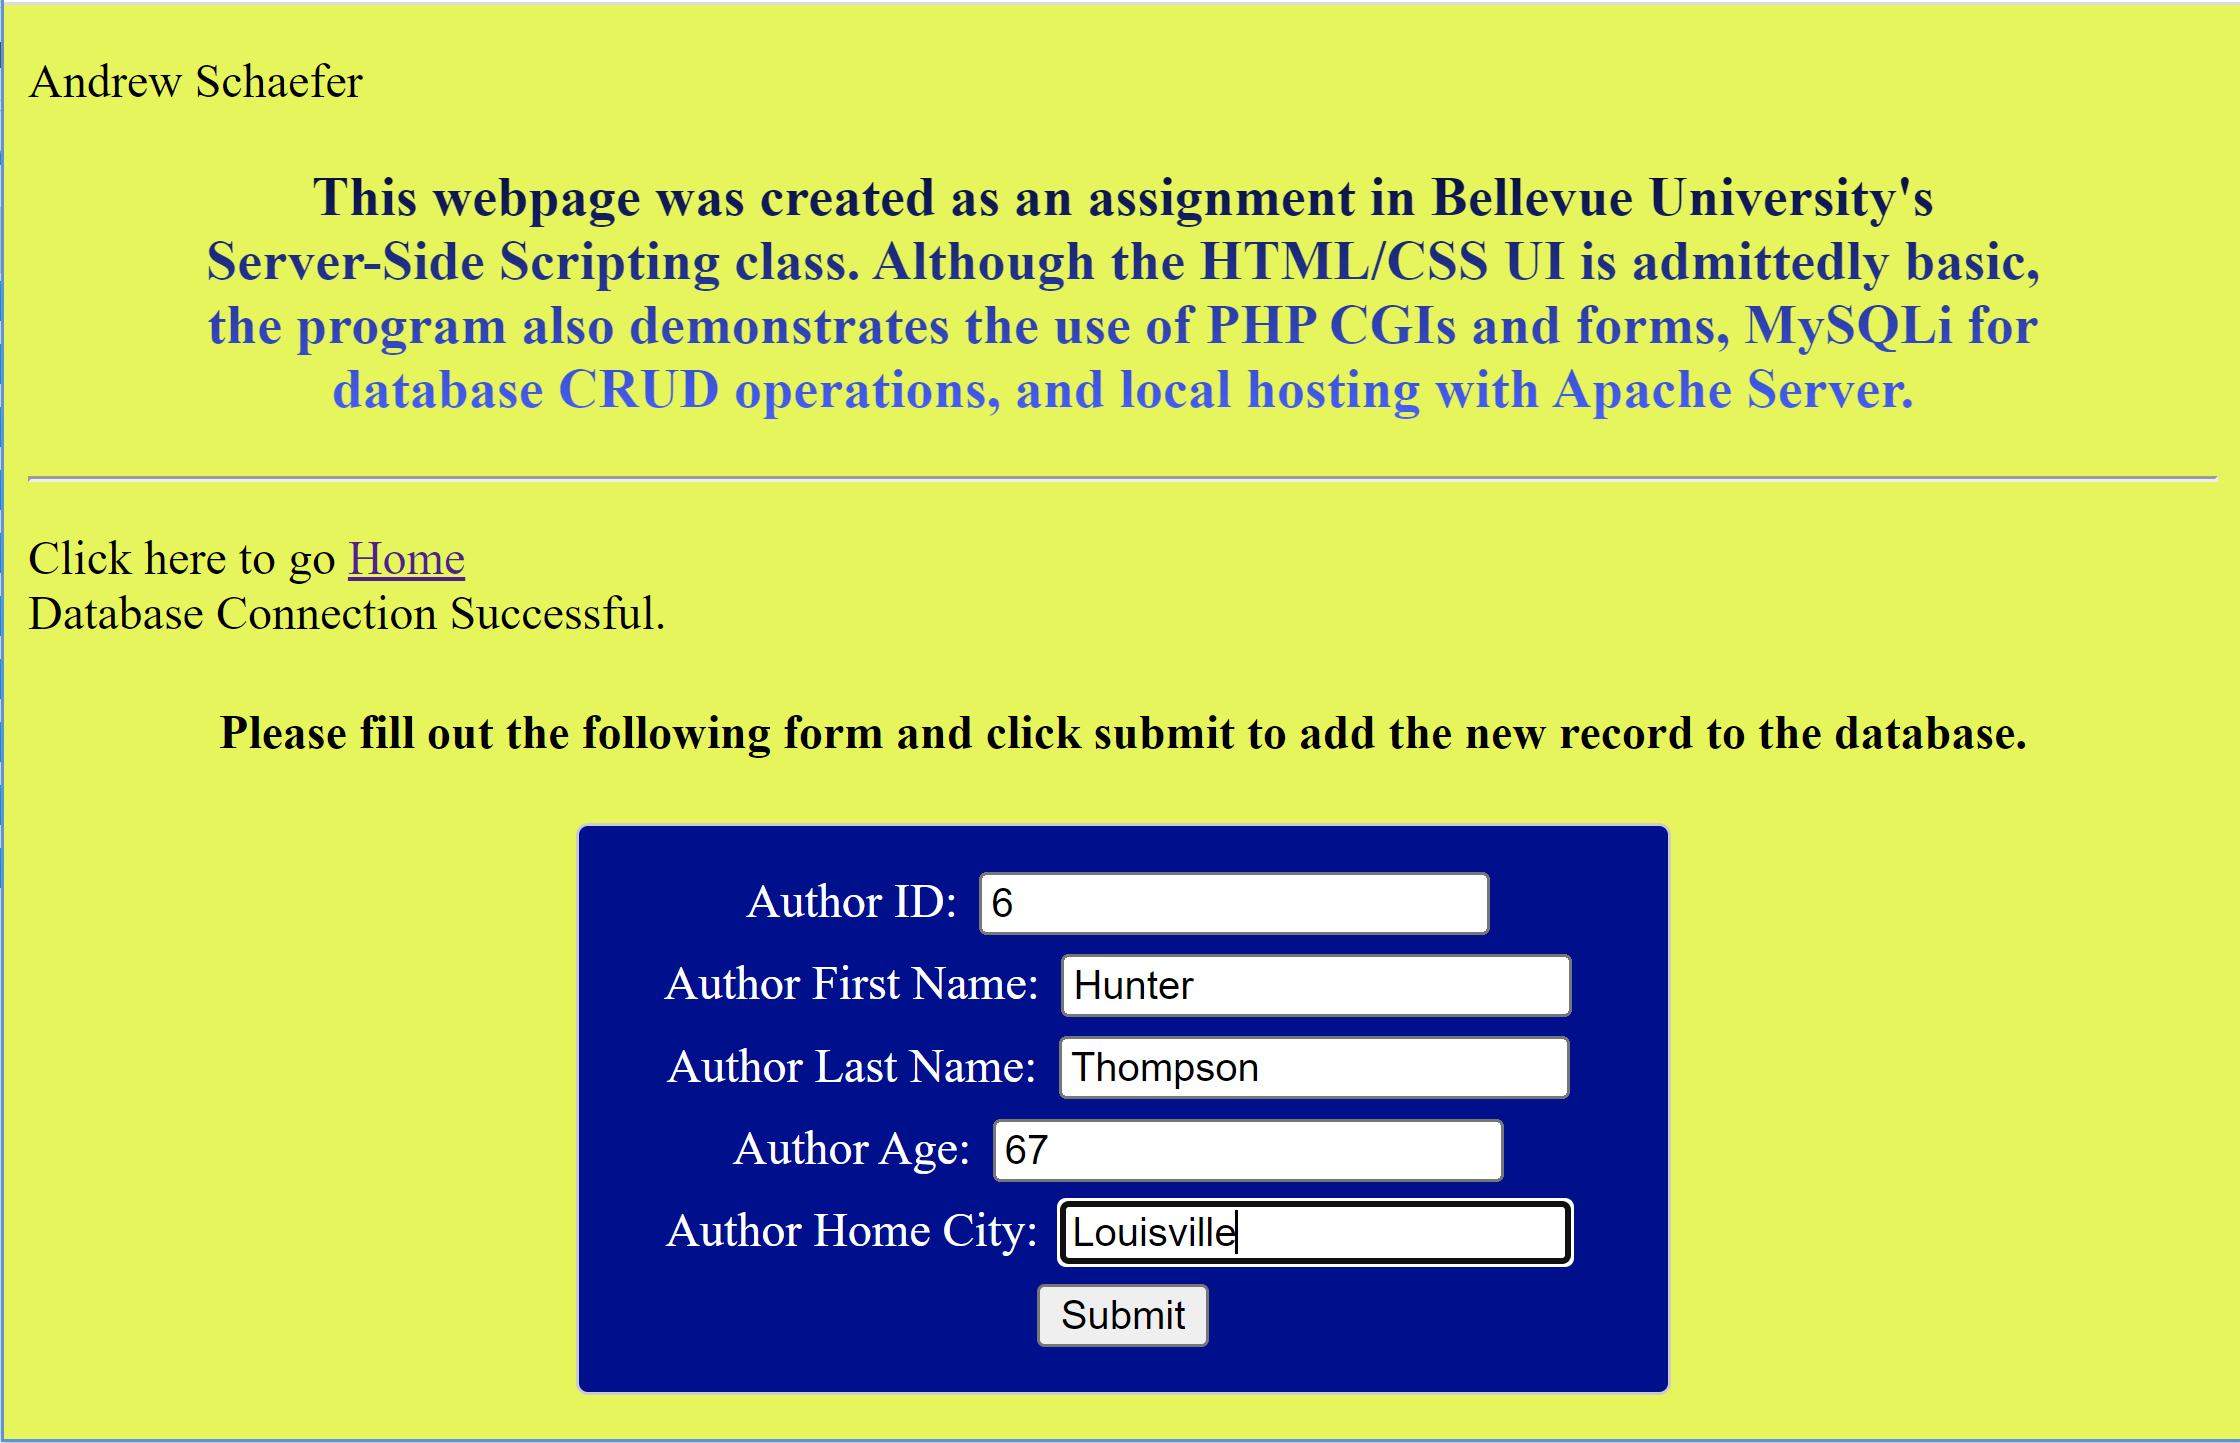 Andrew Schaefer
This webpage was created as an assignment in Bellevue University's
Server-Side Scripting class. Although the HTML/CSS UI is admittedly basic,
the program also demonstrates the use of PHP CGIs and forms, MySQLi for
database CRUD operations, and local hosting with Apache Server.
Click here to go Home
Database Connection Successful.
Please fill out the following form and click submit to add the new record to the database.
Author ID: 6
Author First Name: Hunter
Author Last Name: Thompson
Author Age: 67
Author Home City: Louisville
Submit